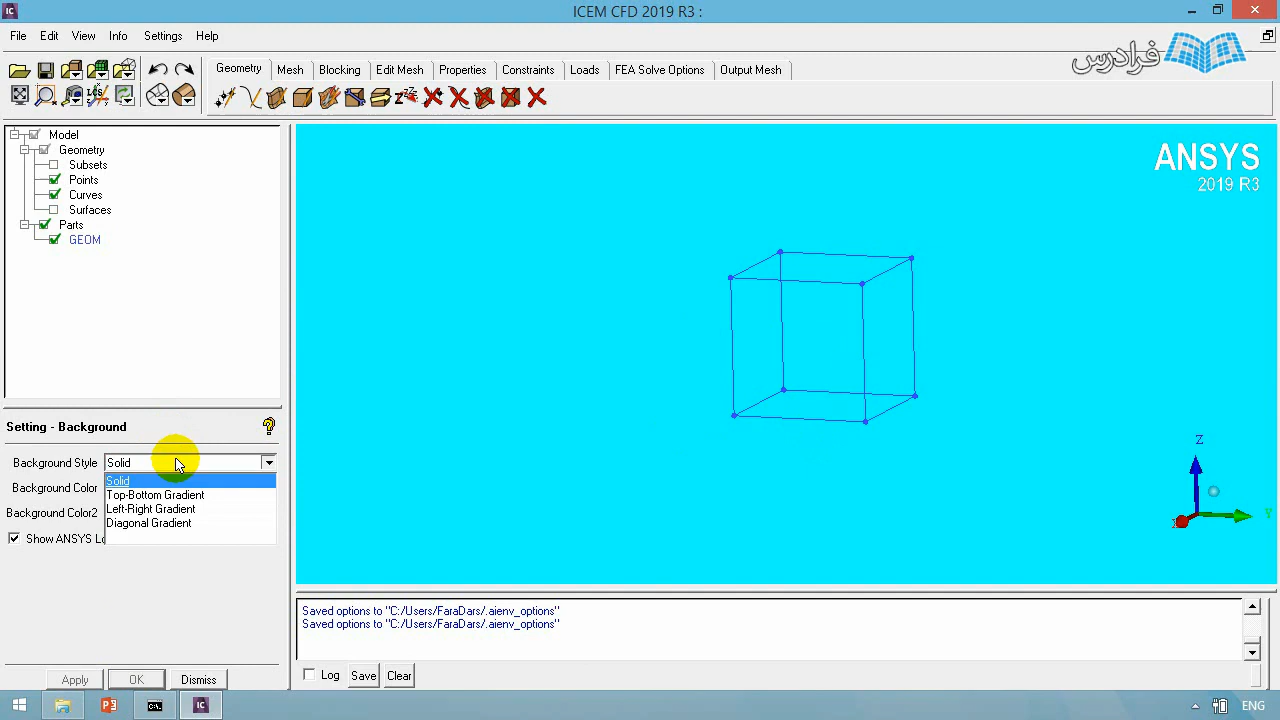 ICEM CFD 2019 R3 :
File Edit View Info Settings Help
فرادرس
Geometry Mesh Blocking Edit Mesh Properties Constraints Loads FEA Solve Options Output Mesh
Model
Geometry
Subsets
Points
Curves
Surfaces
Parts
GEOM
ANSYS
2019 R3
Setting - Background
Background Style Solid
Solid
Background Color
Top-Bottom Gradient
Left-Right Gradient
Background Color2
Diagonal Gradient
Show ANSYS Lo
Z
Y
X
Saved options to "C:/Users/FaraDars/.aienv_options"
Saved options to "C:/Users/FaraDars/.aienv_options"
Log Save Clear
Apply OK Dismiss
ENG